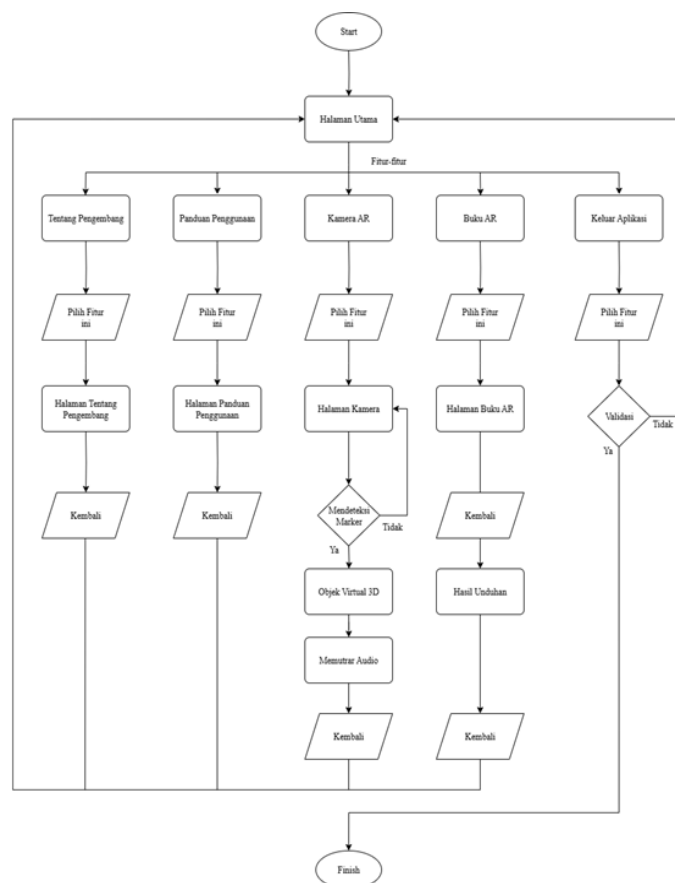 Start
Halaman Utama
Fitur-fitur
Tentang Pengembang
Panduan Penggunaan
Kamera AR
Buku AR
Keluar Aplikasi
Pilih Fitur
ini
Pilih Fitur
ini
Pilih Fitur
ini
Pilih Fitur
ini
Pilih Fitur
ini
Halaman Tentang
Pengembang
Halaman Panduan
Penggunaan
Halaman Kamera
Halaman Buku AR
Validasi
Tidak
Ya
Kembali
Kembali
Mendeteksi
Marker
Tidak
Ya
Kembali
Objek Virtual 3D
Hasil Unduhan
Memutrar Audio
Kembali
Kembali
Finish